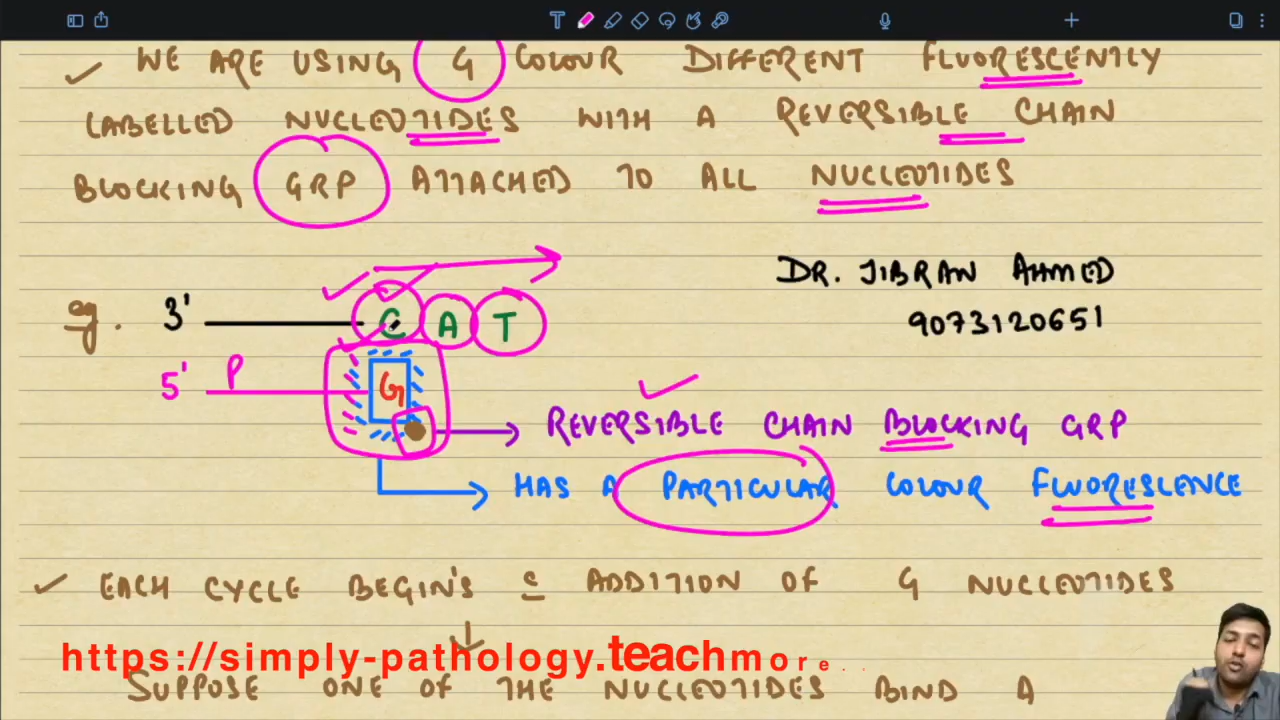 WE ARE USING 4 COLOUR DIFFERENT FLUORESCENTLY
LABELLED NUCLEOTIDES WITH A REVERSIBLE CHAIN
BLOCKING GRP ATTACHED TO ALL NUCLEOTIDES
DR. JIBRAN AHMED
eg. 3' C A T
9073120651
5' P G
REVERSIBLE CHAIN BLOCKING GRP
HAS A PARTICULAR COLOUR FLUORESCENCE
EACH CYCLE BEGIN'S c ADDITION OF 4 NUCLEOTIDES
https://simply-pathology.teachmore..
SUPPOSE ONE OF THE NUCLEOTIDES BIND A